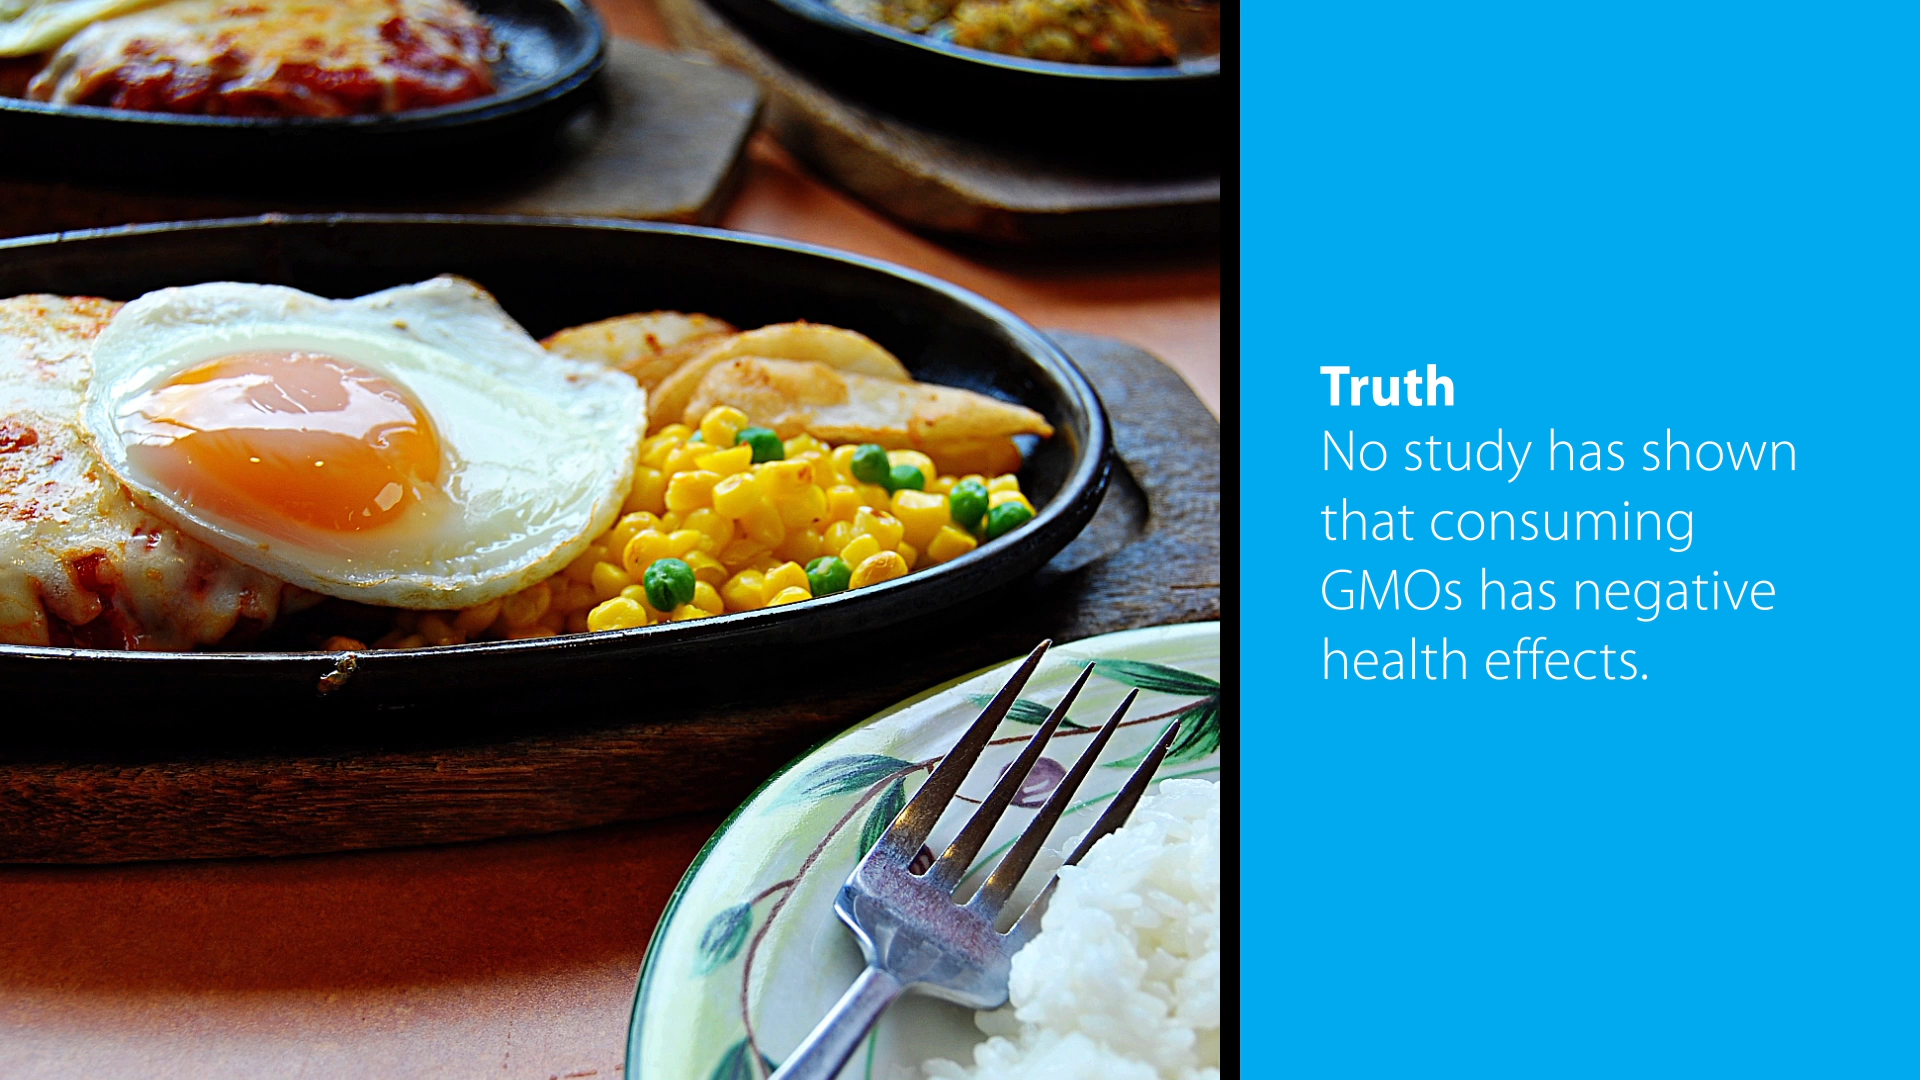 Truth
No study has shown
that consuming
GMOs has negative
health effects.